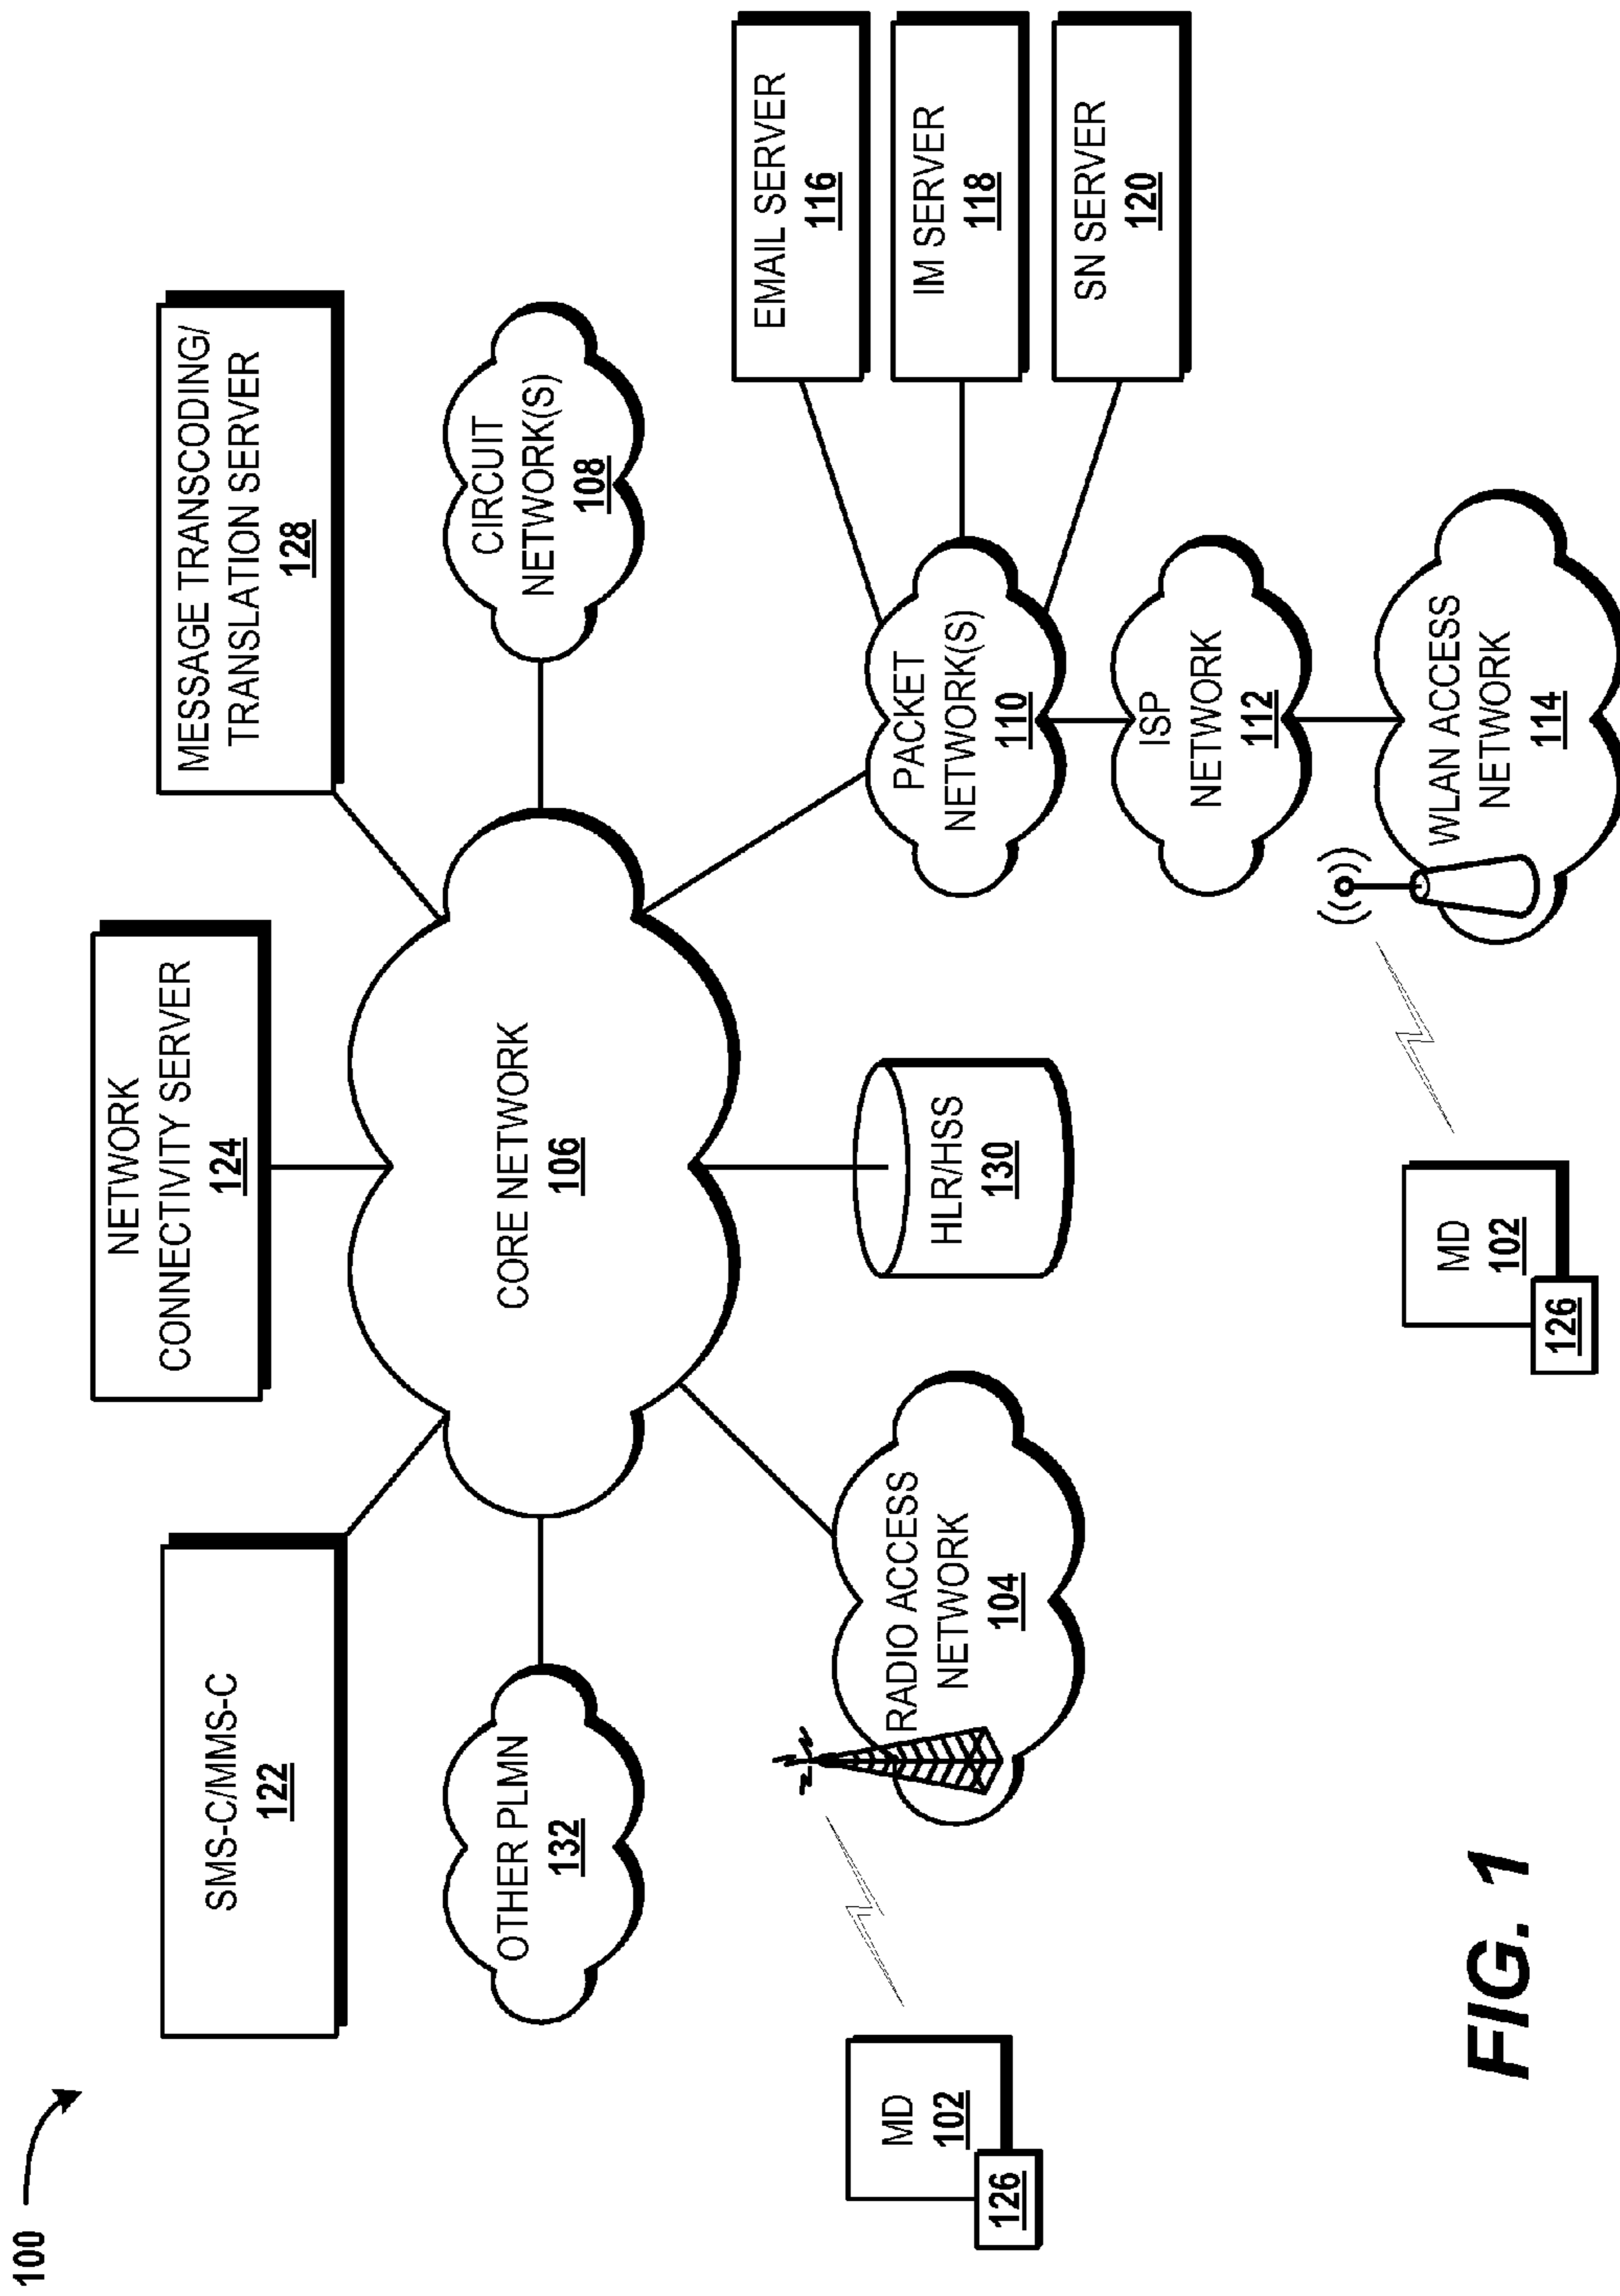 100
SMS-C/MMS-C
122
NETWORK
CONNECTIVITY SERVER
124
MESSAGE TRANSCODING/
TRANSLATION SERVER
128
OTHER PLMN
132
CORE NETWORK
106
CIRCUIT
NETWORK(S)
108
RADIO ACCESS
NETWORK
104
HLR/HSS
130
PACKET
NETWORK(S)
110
EMAIL SERVER
116
IM SERVER
118
SN SERVER
120
MD
102
126
ISP
NETWORK
112
WLAN ACCESS
NETWORK
114
MD
102
126
FIG. 1